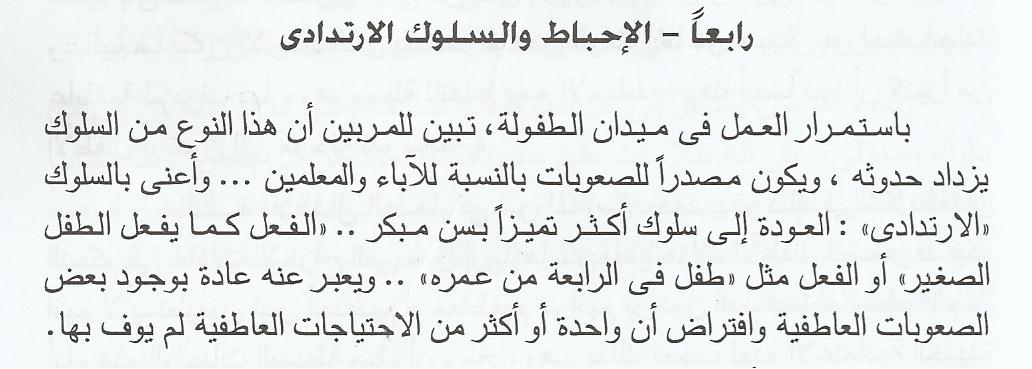 رابعاً – الإحباط والسلوك الارتدادى
باستمرار العمل فى ميدان الطفولة، تبين للمربين أن هذا النوع من السلوك
يزداد حدوثه ، ويكون مصدراً للصعوبات بالنسبة للآباء والمعلمين ... وأعنى بالسلوك
«الارتدادى» : العودة إلى سلوك أكثر تميزاً بسن مبكر .. «الفعل كما يفعل الطفل
الصغير» أو الفعل مثل «طفل فى الرابعة من عمره» .. ويعبر عنه عادة بوجود بعض
الصعوبات العاطفية وافتراض أن واحدة أو أكثر من الاحتياجات العاطفية لم يوف بها.